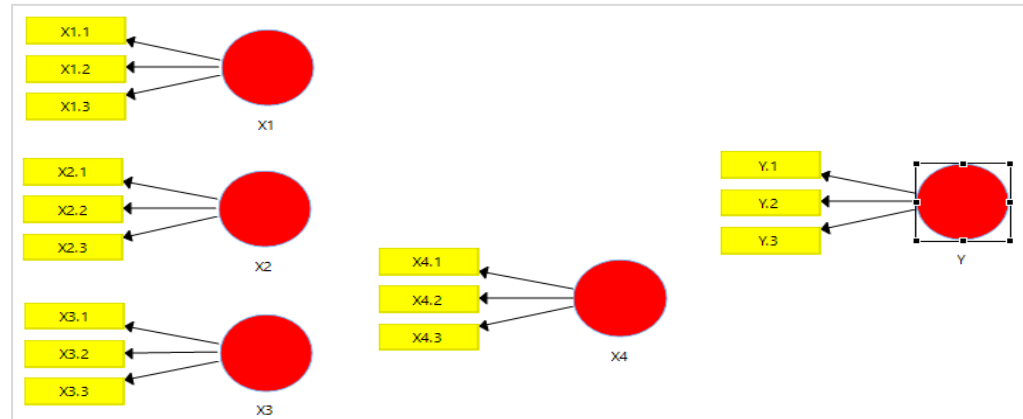 X1.1
X1.2
X1.3
X1
X2.1
X2.2
X2.3
X2
X3.1
X3.2
X3.3
X3
X4.1
X4.2
X4.3
X4
Y.1
Y.2
Y.3
Y